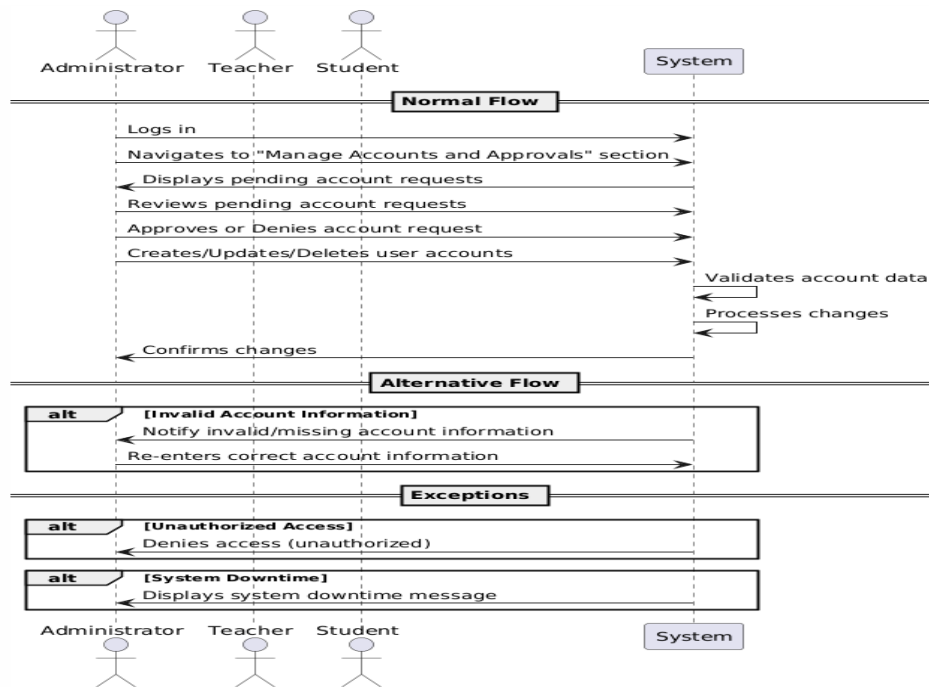 Administrator Teacher Student System
Normal Flow
Logs in
Navigates to "Manage Accounts and Approvals" section
Displays pending account requests
Reviews pending account requests
Approves or Denies account request
Creates/Updates/Deletes user accounts
Validates account data
Processes changes
Confirms changes
Alternative Flow
alt [Invalid Account Information]
Notify invalid/missing account information
Re-enters correct account information
Exceptions
alt [Unauthorized Access]
Denies access (unauthorized)
alt [System Downtime]
Displays system downtime message
Administrator Teacher Student System